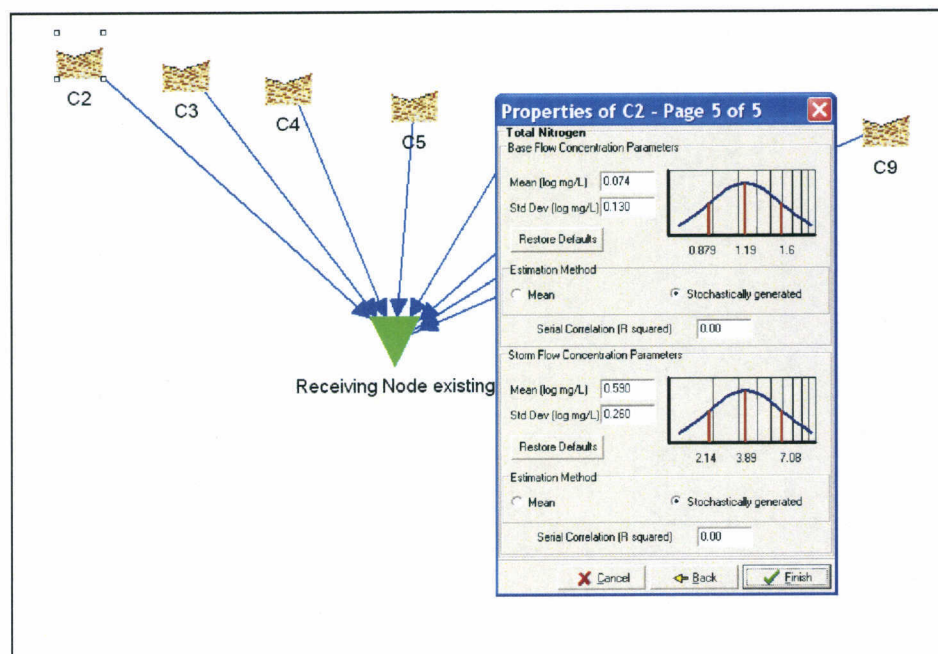 C2
C3
C4
C5
C9
Receiving Node existing
Properties of C2 - Page 5 of 5
Total Nitrogen
Base Flow Concentration Parameters
Mean (log mg/L) 0.074
Std Dev (log mg/L) 0.130
Restore Defaults
0.879 1.19 1.6
Estimation Method
Mean Stochastically generated
Serial Correlation (R squared) 0.00
Storm Flow Concentration Parameters
Mean (log mg/L) 0.590
Std Dev (log mg/L) 0.260
Restore Defaults
2.14 3.89 7.08
Estimation Method
Mean Stochastically generated
Serial Correlation (R squared) 0.00
Cancel Back Finish